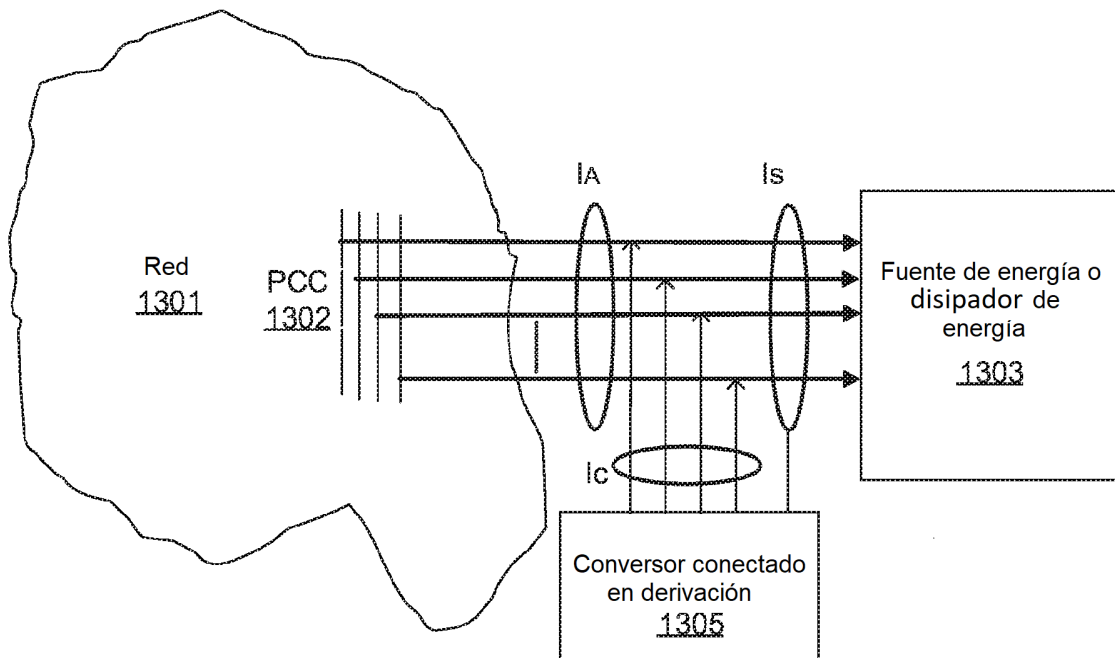 IA
Is
Red
1301
PCC
1302
Fuente de energía o
disipador de
energía
1303
Ic
Conversor conectado
en derivación
1305